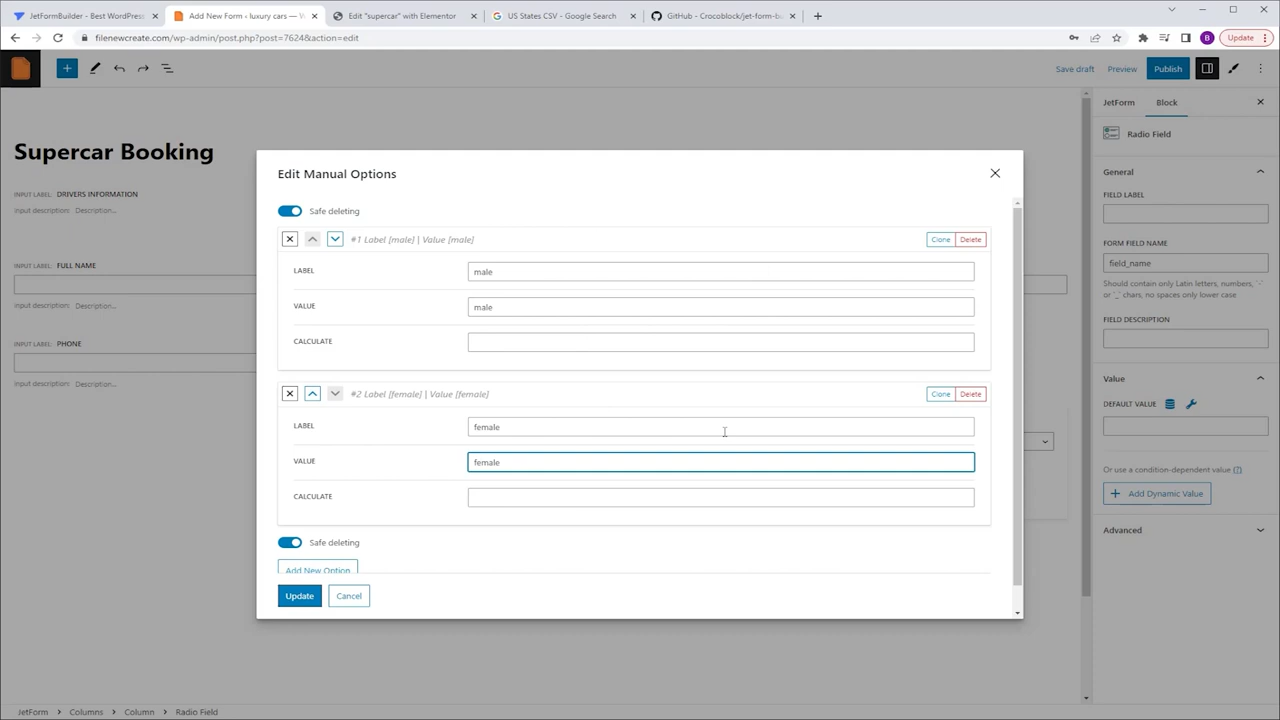 JetFormBuilder - Best WordPress
Add New Form ‹ luxury cars — W
Edit "supercar" with Elementor
US States CSV - Google Search
GitHub - Crocoblock/jet-form-bu
filenewcreate.com/wp-admin/post.php?post=7624&action=edit
B
Update
Save draft
Preview
Publish
JetForm
Block
Radio Field
General
FIELD LABEL
FORM FIELD NAME
field_name
Should contain only Latin letters, numbers, `-`
or `_` chars, no spaces only lower case
FIELD DESCRIPTION
Value
DEFAULT VALUE
Or use a condition-dependent value (?)
Add Dynamic Value
Advanced
Supercar Booking
INPUT LABEL: DRIVERS INFORMATION
Input description: Description...
INPUT LABEL: FULL NAME
Input description: Description...
INPUT LABEL: PHONE
Input description: Description...
Edit Manual Options
Safe deleting
#1 Label [male] | Value [male]
Clone
Delete
LABEL
male
VALUE
male
CALCULATE
#2 Label [female] | Value [female]
Clone
Delete
LABEL
female
VALUE
female
CALCULATE
Safe deleting
Add New Option
Update
Cancel
JetForm
Columns
Column
Radio Field